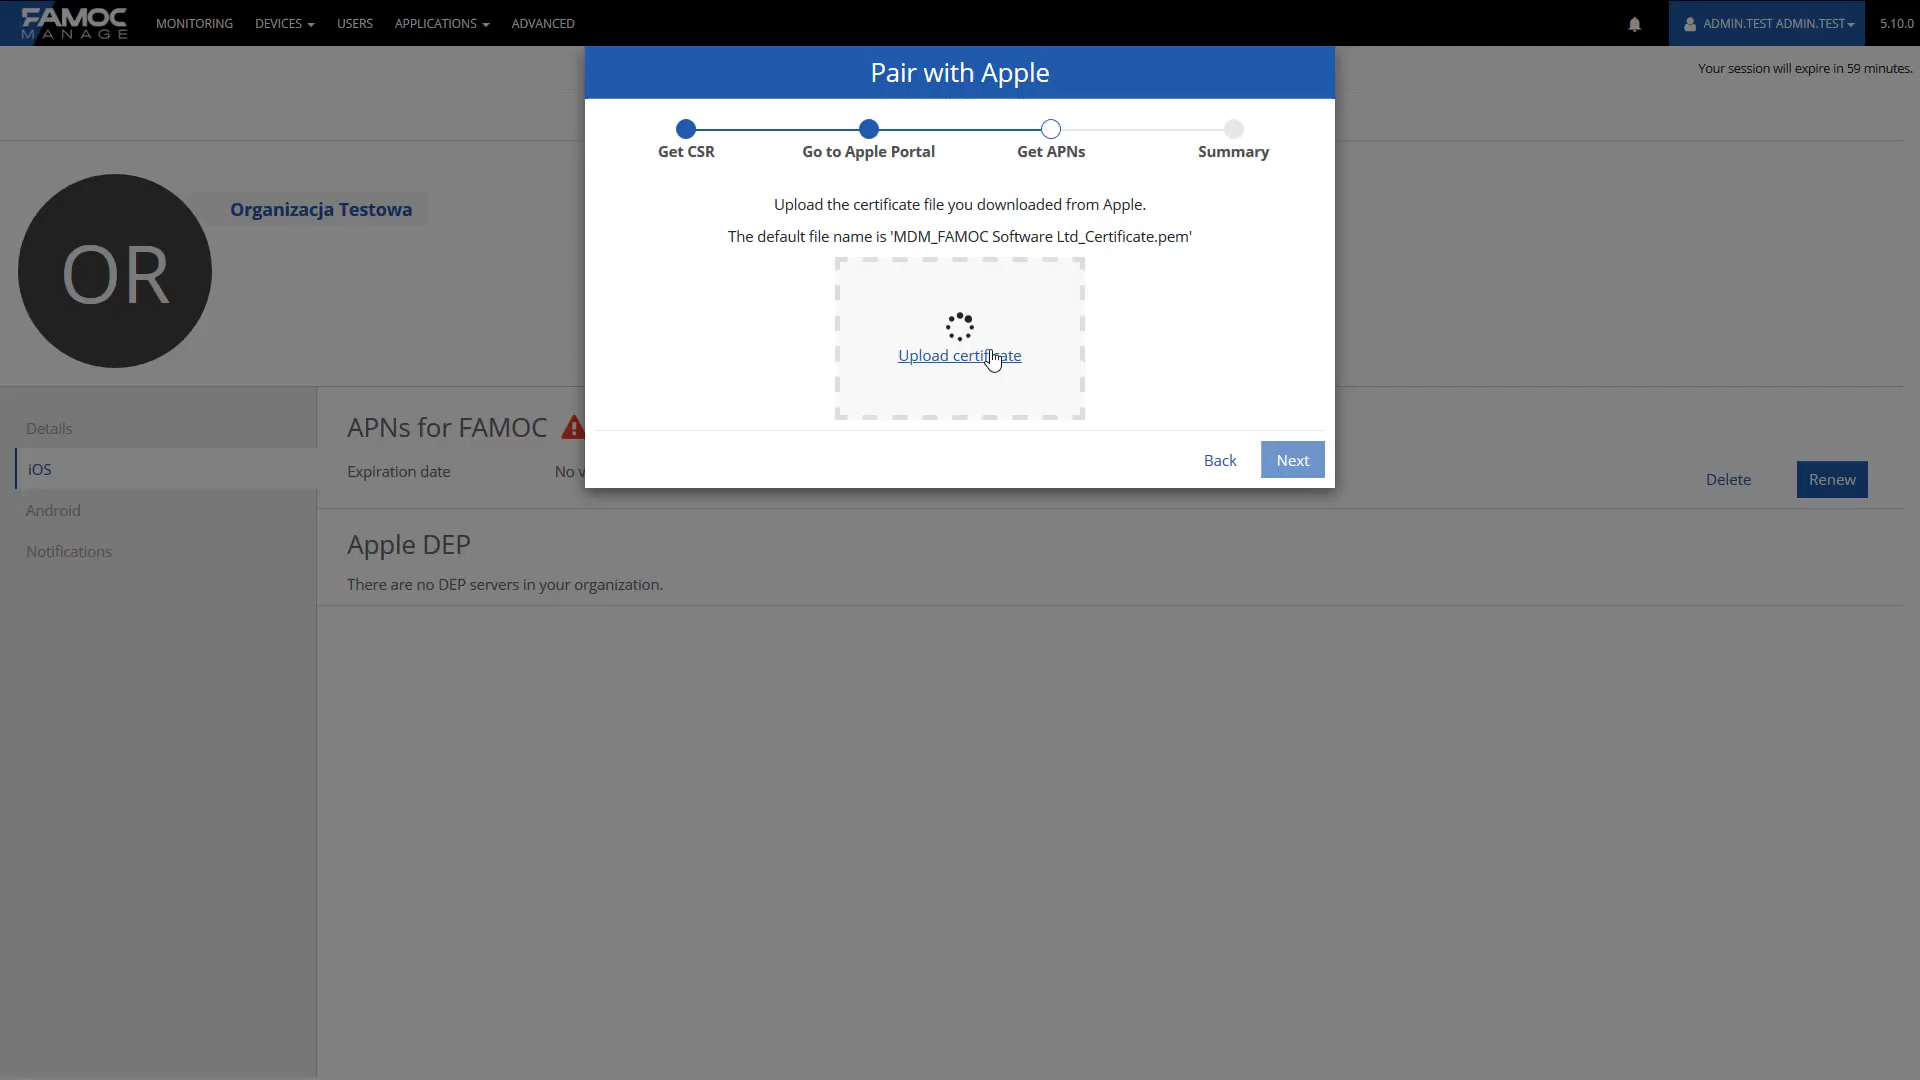 FAMOC
MANAGE
MONITORING
DEVICES
USERS
APPLICATIONS
ADVANCED
ADMIN.TEST ADMIN.TEST
5.10.0
Your session will expire in 59 minutes.
Pair with Apple
Get CSR
Go to Apple Portal
Get APNs
Summary
Upload the certificate file you downloaded from Apple.
The default file name is 'MDM_FAMOC Software Ltd_Certificate.pem'
Upload certificate
Back
Next
OR
Organizacja Testowa
Details
iOS
Android
Notifications
APNs for FAMOC
Expiration date
No v
Delete
Renew
Apple DEP
There are no DEP servers in your organization.